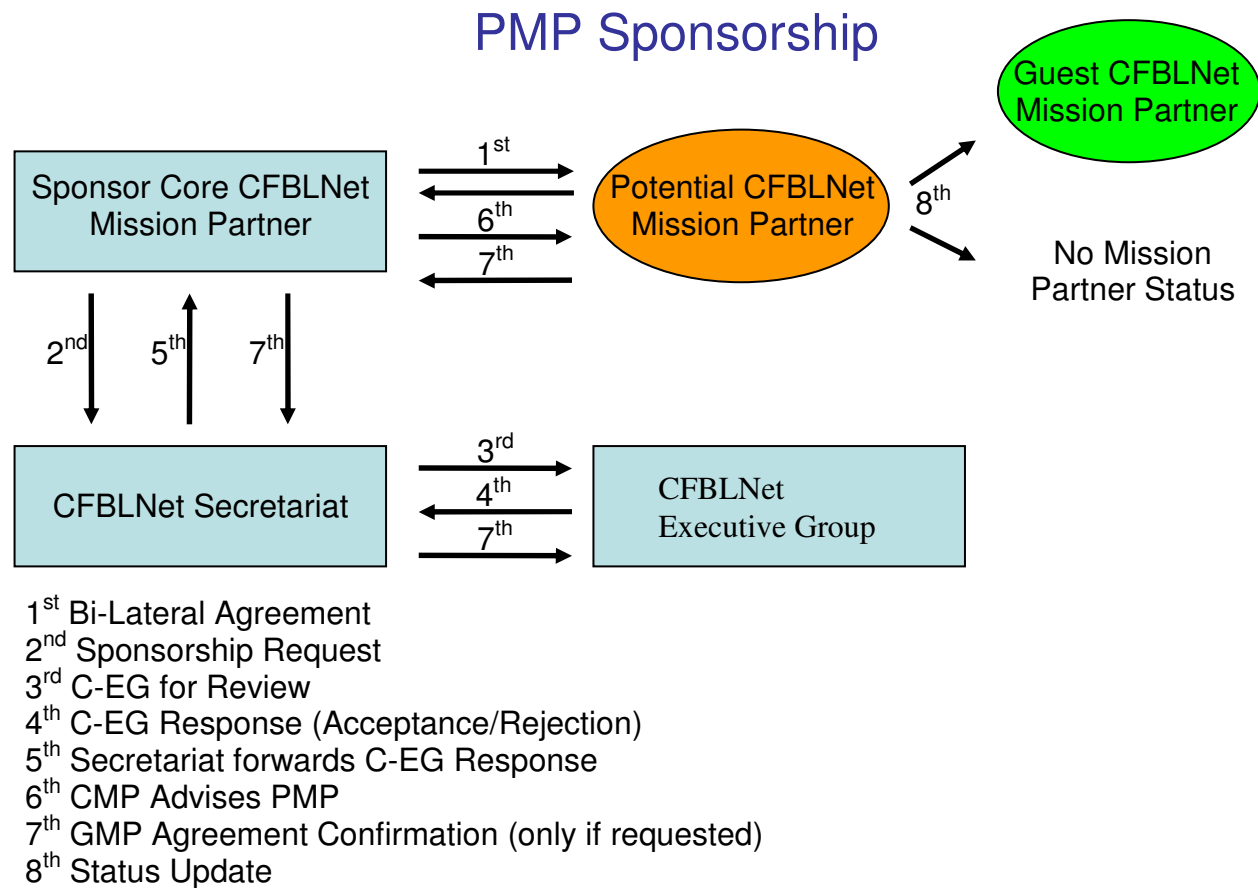 PMP Sponsorship
Guest CFBLNet
Mission Partner
1st
Sponsor Core CFBLNet
Mission Partner
Potential CFBLNet
Mission Partner
8th
6th
7th
No Mission
Partner Status
2nd
5th
7th
3rd
CFBLNet Secretariat
4th
CFBLNet
Executive Group
7th
1st Bi-Lateral Agreement
2nd Sponsorship Request
3rd C-EG for Review
4th C-EG Response (Acceptance/Rejection)
5th Secretariat forwards C-EG Response
6th CMP Advises PMP
7th GMP Agreement Confirmation (only if requested)
8th Status Update